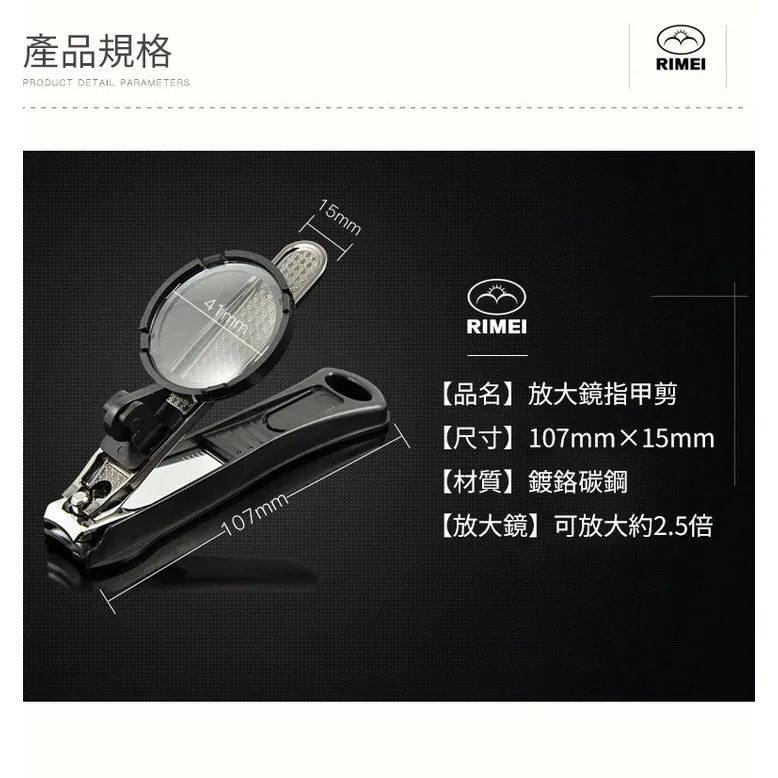 產品規格
PRODUCT DETAIL PARAMETERS
RIMEI
15mm
41mm
107mm
RIMEI
【品名】放大鏡指甲剪
【尺寸】107mm×15mm
【材質】鍍鉻碳鋼
【放大鏡】可放大約2.5倍